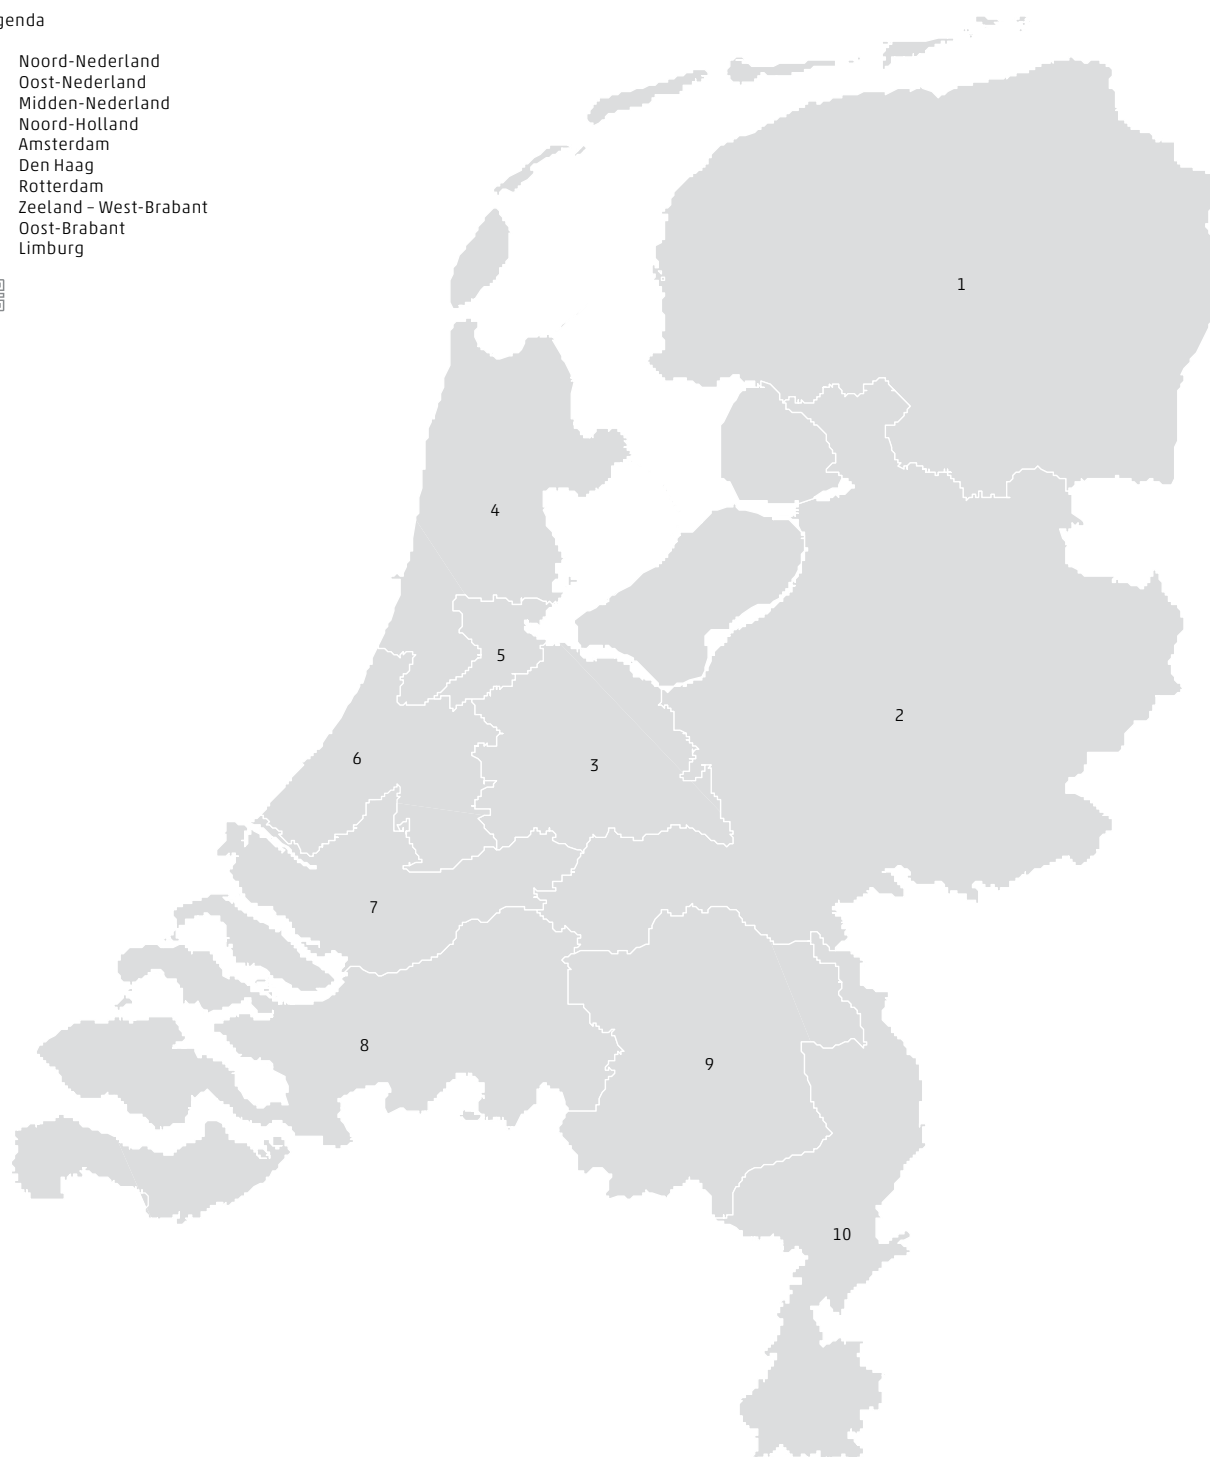 genda
Noord-Nederland
Oost-Nederland
Midden-Nederland
Noord-Holland
Amsterdam
Den Haag
Rotterdam
Zeeland – West-Brabant
Oost-Brabant
Limburg
1
4
5
2
6
3
7
8
9
10